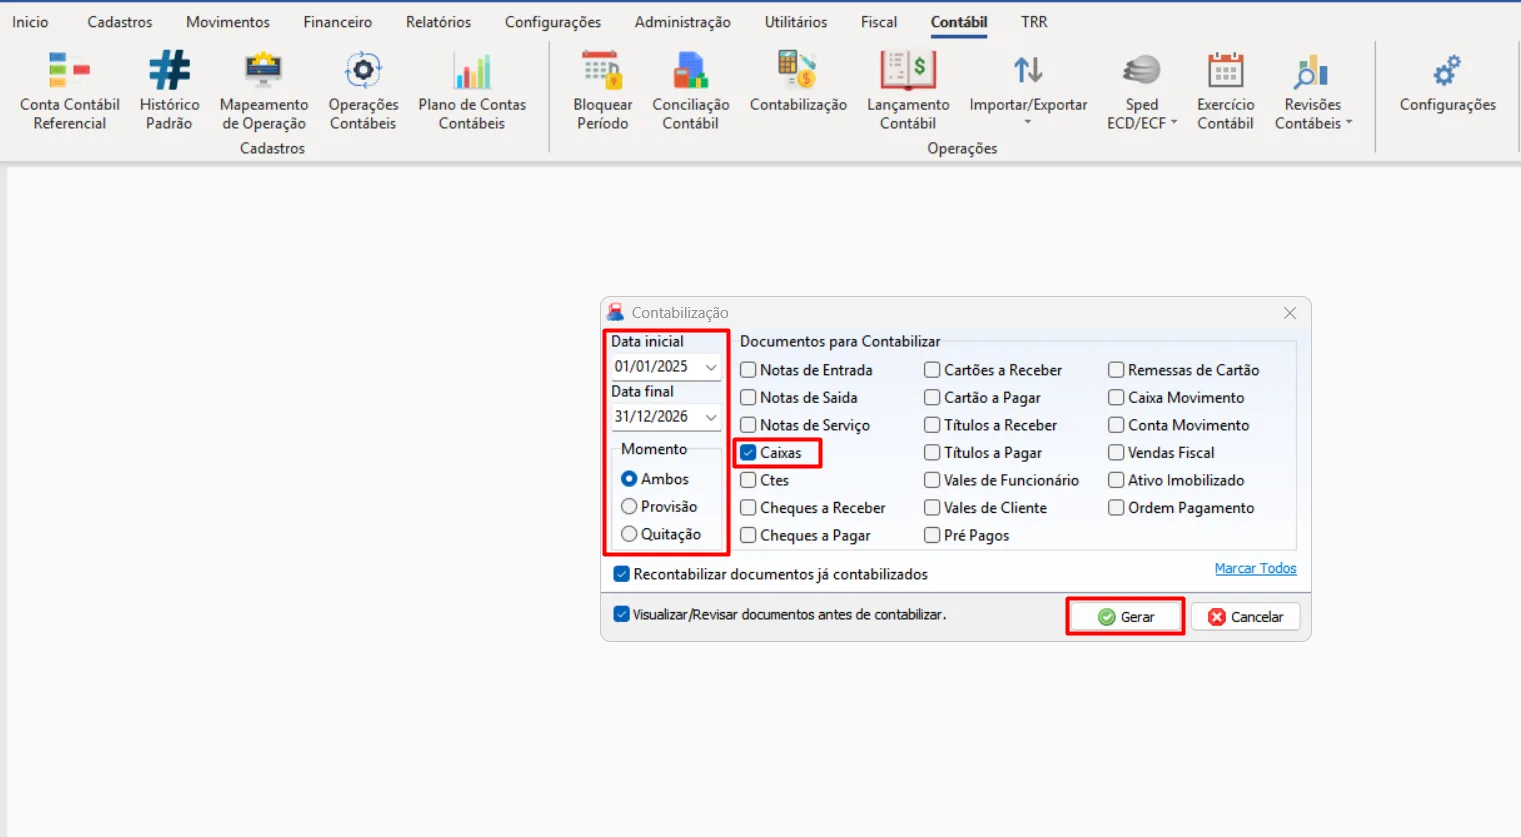 Inicio Cadastros Movimentos Financeiro Relatórios Configurações Administração Utilitários Fiscal Contábil TRR
Conta Contábil Referencial
Histórico Padrão
Mapeamento de Operação
Operações Contábeis
Plano de Contas Contábeis
Cadastros
Bloquear Período
Conciliação Contábil
Contabilização
Lançamento Contábil
Importar/Exportar
Sped ECD/ECF
Exercício Contábil
Revisões Contábeis
Operações
Configurações
Contabilização
Data inicial
01/01/2025
Data final
31/12/2026
Momento
Ambos
Provisão
Quitação
Documentos para Contabilizar
Notas de Entrada
Notas de Saida
Notas de Serviço
Caixas
Ctes
Cheques a Receber
Cheques a Pagar
Cartões a Receber
Cartão a Pagar
Títulos a Receber
Títulos a Pagar
Vales de Funcionário
Vales de Cliente
Pré Pagos
Remessas de Cartão
Caixa Movimento
Conta Movimento
Vendas Fiscal
Ativo Imobilizado
Ordem Pagamento
Recontabilizar documentos já contabilizados
Marcar Todos
Visualizar/Revisar documentos antes de contabilizar.
Gerar
Cancelar